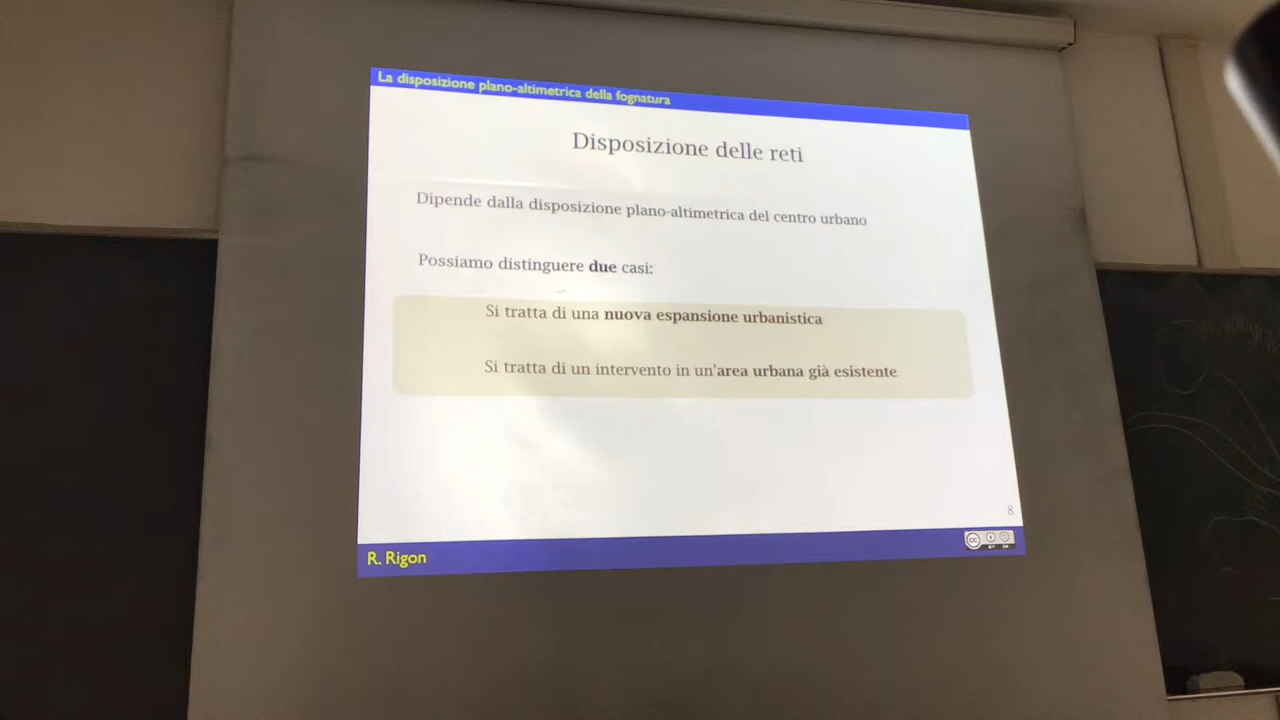 La disposizione plano-altimetrica della fognatura
Disposizione delle reti
Dipende dalla disposizione plano-altimetrica del centro urbano
Possiamo distinguere due casi:
Si tratta di una nuova espansione urbanistica
Si tratta di un intervento in un'area urbana già esistente
8
R. Rigon
cc